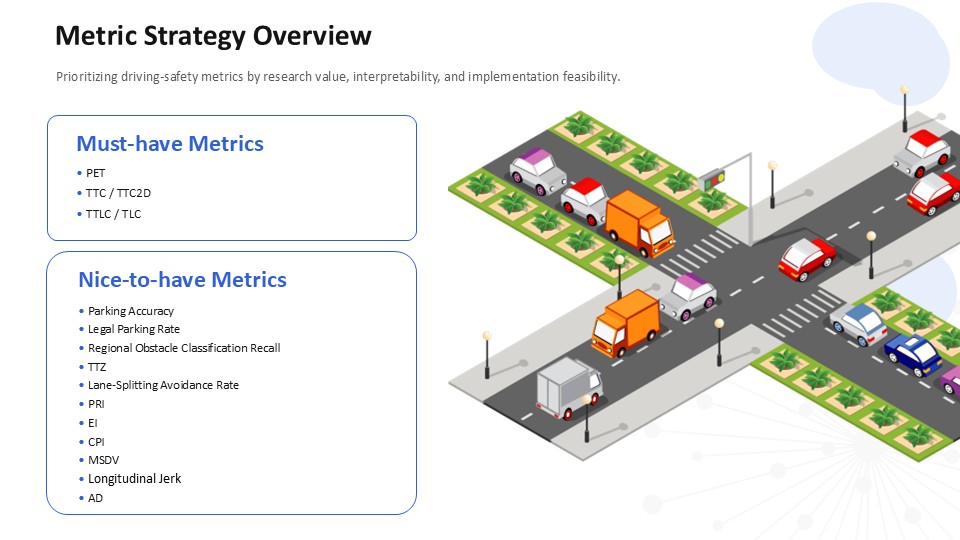 Metric Strategy Overview
Prioritizing driving-safety metrics by research value, interpretability, and implementation feasibility.
Must-have Metrics
• PET
• TTC / TTC2D
• TTLC / TLC
Nice-to-have Metrics
• Parking Accuracy
• Legal Parking Rate
• Regional Obstacle Classification Recall
• TTZ
• Lane-Splitting Avoidance Rate
• PRI
• EI
• CPI
• MSDV
• Longitudinal Jerk
• AD